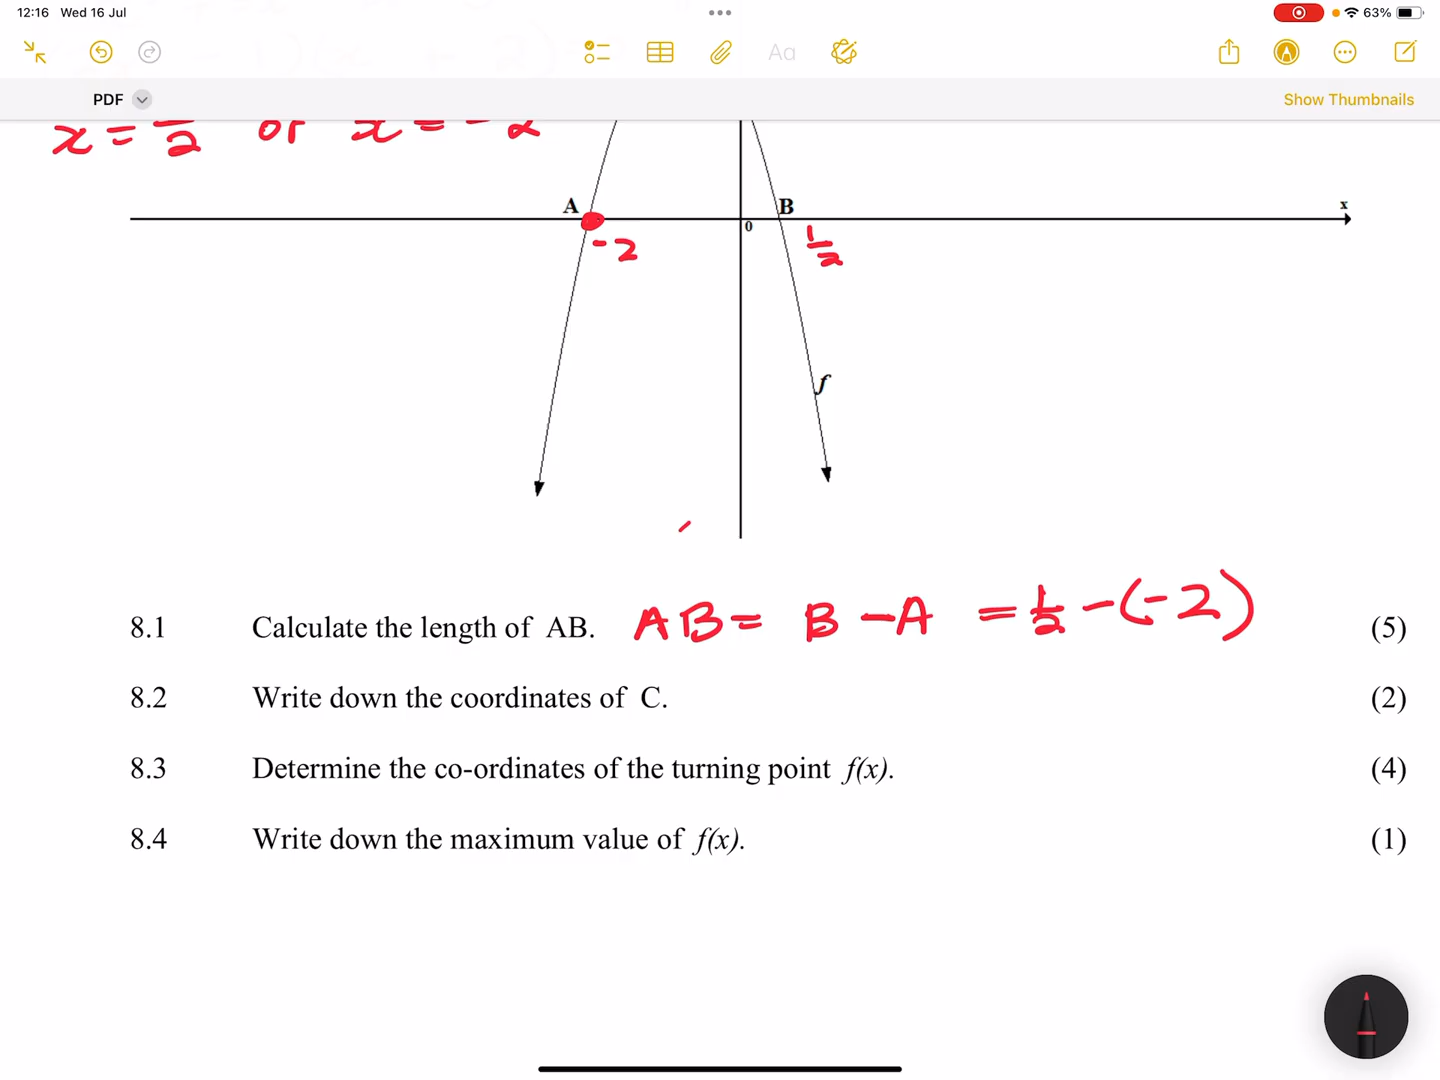 12:16 Wed 16 Jul
63%
Aa
PDF
Show Thumbnails
x = /2 or x = -2
A
B
x
0
-2
1/2
f
8.1 Calculate the length of AB. AB = B - A = 1/2 - (-2) (5)
8.2 Write down the coordinates of C. (2)
8.3 Determine the co-ordinates of the turning point f(x). (4)
8.4 Write down the maximum value of f(x). (1)